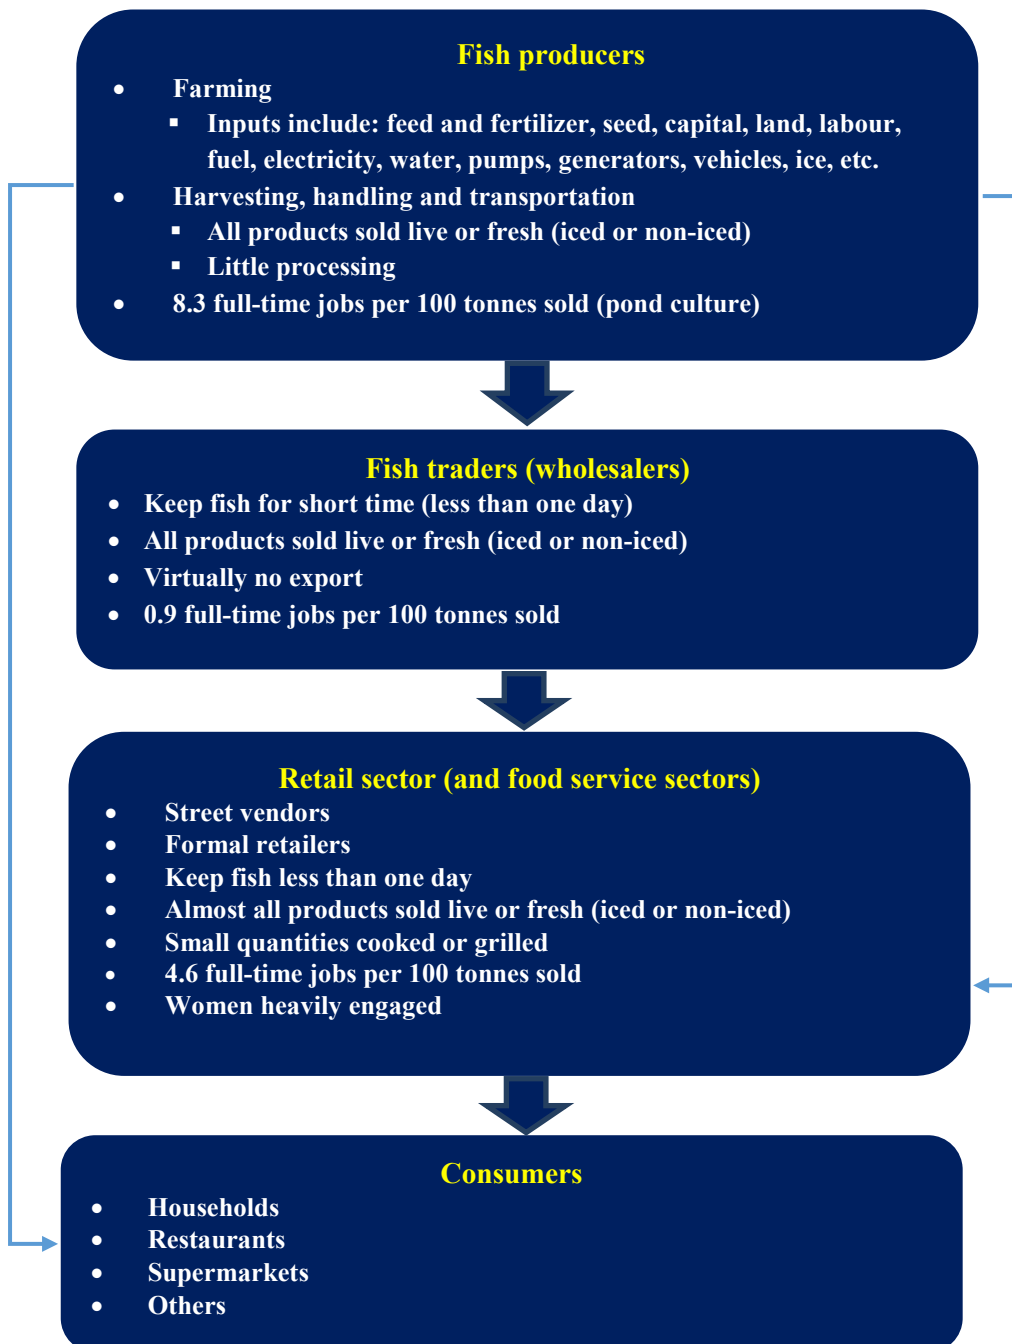 Fish producers
• Farming
▪ Inputs include: feed and fertilizer, seed, capital, land, labour,
fuel, electricity, water, pumps, generators, vehicles, ice, etc.
• Harvesting, handling and transportation
▪ All products sold live or fresh (iced or non-iced)
▪ Little processing
• 8.3 full-time jobs per 100 tonnes sold (pond culture)
Fish traders (wholesalers)
• Keep fish for short time (less than one day)
• All products sold live or fresh (iced or non-iced)
• Virtually no export
• 0.9 full-time jobs per 100 tonnes sold
Retail sector (and food service sectors)
• Street vendors
• Formal retailers
• Keep fish less than one day
• Almost all products sold live or fresh (iced or non-iced)
• Small quantities cooked or grilled
• 4.6 full-time jobs per 100 tonnes sold
• Women heavily engaged
Consumers
• Households
• Restaurants
• Supermarkets
• Others